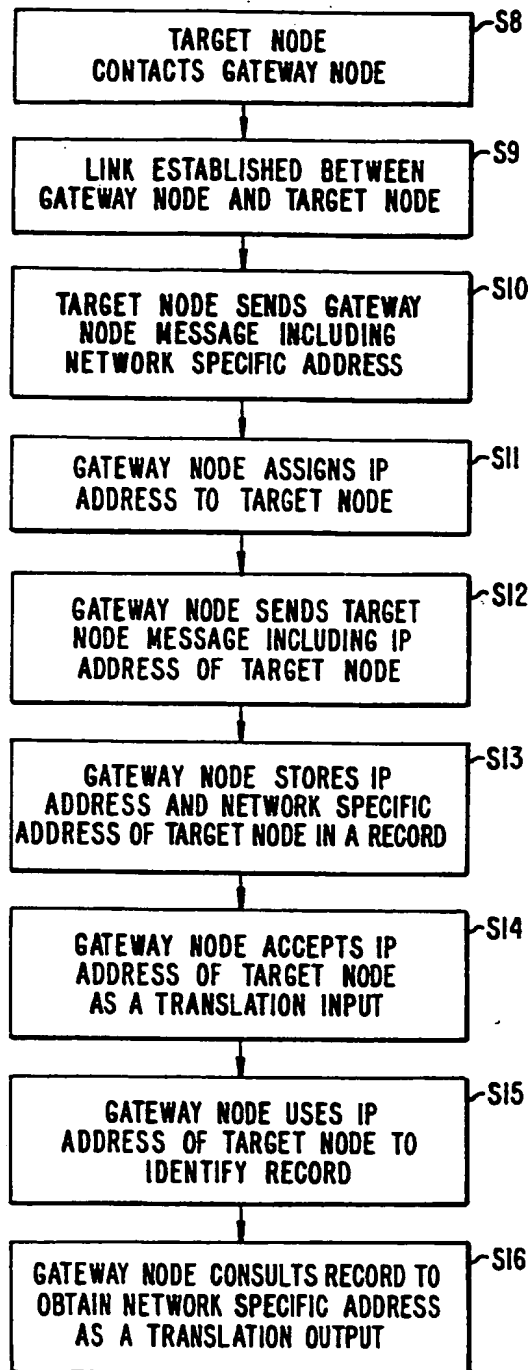 TARGET NODE
CONTACTS GATEWAY NODE
S8
LINK ESTABLISHED BETWEEN
GATEWAY NODE AND TARGET NODE
S9
TARGET NODE SENDS GATEWAY
NODE MESSAGE INCLUDING
NETWORK SPECIFIC ADDRESS
S10
GATEWAY NODE ASSIGNS IP
ADDRESS TO TARGET NODE
S11
GATEWAY NODE SENDS TARGET
NODE MESSAGE INCLUDING IP
ADDRESS OF TARGET NODE
S12
GATEWAY NODE STORES IP
ADDRESS AND NETWORK SPECIFIC
ADDRESS OF TARGET NODE IN A RECORD
S13
GATEWAY NODE ACCEPTS IP
ADDRESS OF TARGET NODE
AS A TRANSLATION INPUT
S14
GATEWAY NODE USES IP
ADDRESS OF TARGET NODE TO
IDENTIFY RECORD
S15
GATEWAY NODE CONSULTS RECORD TO
OBTAIN NETWORK SPECIFIC ADDRESS
AS A TRANSLATION OUTPUT
S16